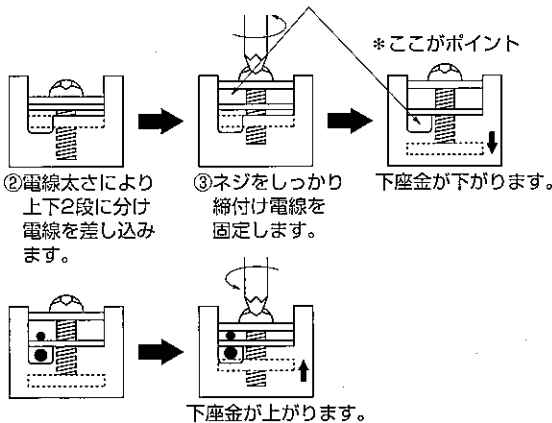 *ここがポイント
下座金が下がります。
②電線太さにより
上下2段に分け
電線を差し込み
ます。
③ネジをしっかり
締付け電線を
固定します。
下座金が上がります。